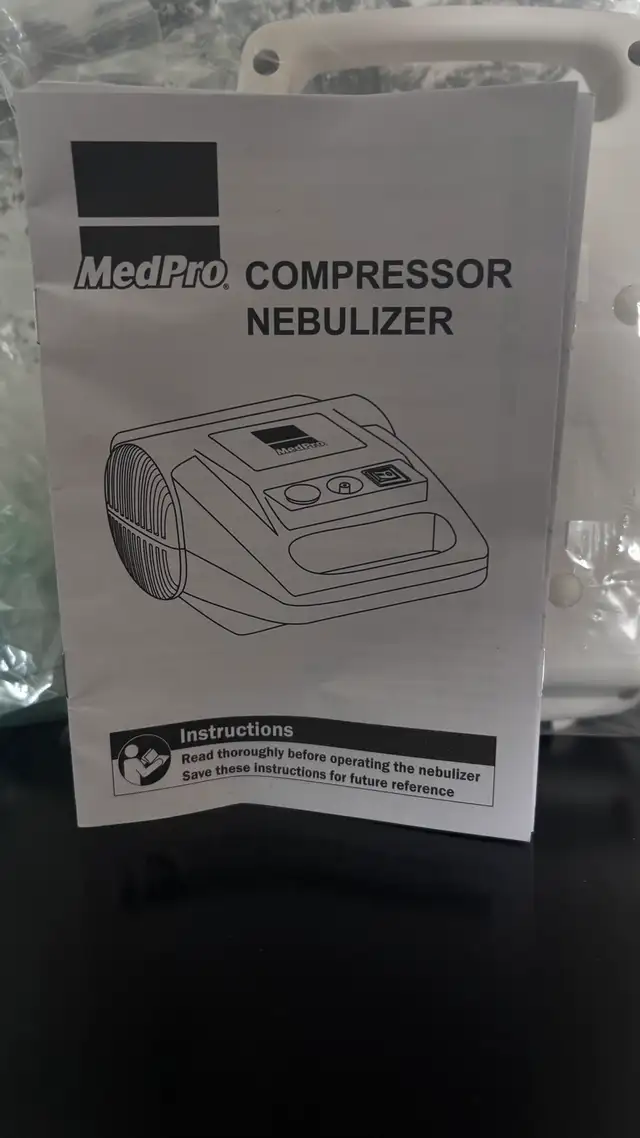 MedPro® COMPRESSOR
NEBULIZER
MedPro
Instructions
Read thoroughly before operating the nebulizer
Save these instructions for future reference